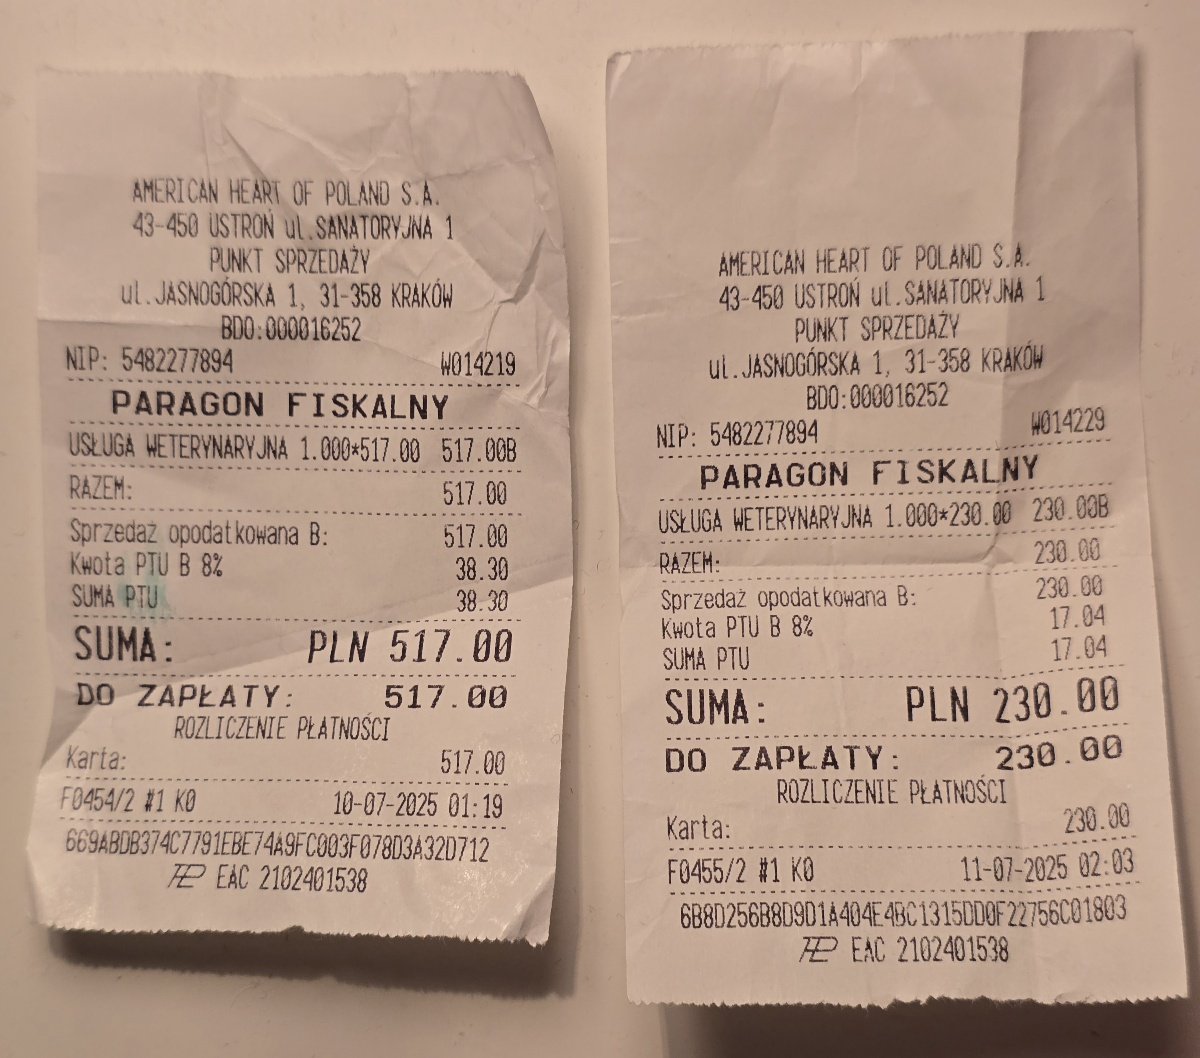 AMERICAN HEART OF POLAND S.A.
43-450 USTROŃ ul.SANATORYJNA 1
PUNKT SPRZEDAŻY
ul.JASNOGÓRSKA 1, 31-358 KRAKÓW
BDO:000016252
NIP: 5482277894 W014219
PARAGON FISKALNY
USŁUGA WETERYNARYJNA 1.000*517.00 517.00B
RAZEM: 517.00
Sprzedaż opodatkowana B: 517.00
Kwota PTU B 8% 38.30
SUMA PTU 38.30
SUMA: PLN 517.00
DO ZAPŁATY: 517.00
ROZLICZENIE PŁATNOŚCI
Karta: 517.00
F0454/2 #1 K0 10-07-2025 01:19
669ABDB374C7791EBE74A9FC003F078D3A32D712
EAC 2102401538
AMERICAN HEART OF POLAND S.A.
43-450 USTROŃ ul.SANATORYJNA 1
PUNKT SPRZEDAŻY
ul.JASNOGÓRSKA 1, 31-358 KRAKÓW
BDO:000016252
NIP: 5482277894 W014229
PARAGON FISKALNY
USŁUGA WETERYNARYJNA 1.000*230.00 230.00B
RAZEM: 230.00
Sprzedaż opodatkowana B: 230.00
Kwota PTU B 8% 17.04
SUMA PTU 17.04
SUMA: PLN 230.00
DO ZAPŁATY: 230.00
ROZLICZENIE PŁATNOŚCI
Karta: 230.00
F0455/2 #1 K0 11-07-2025 02:03
6B8D256B8D9D1A404E4BC1315DD0F22756C01803
EAC 2102401538